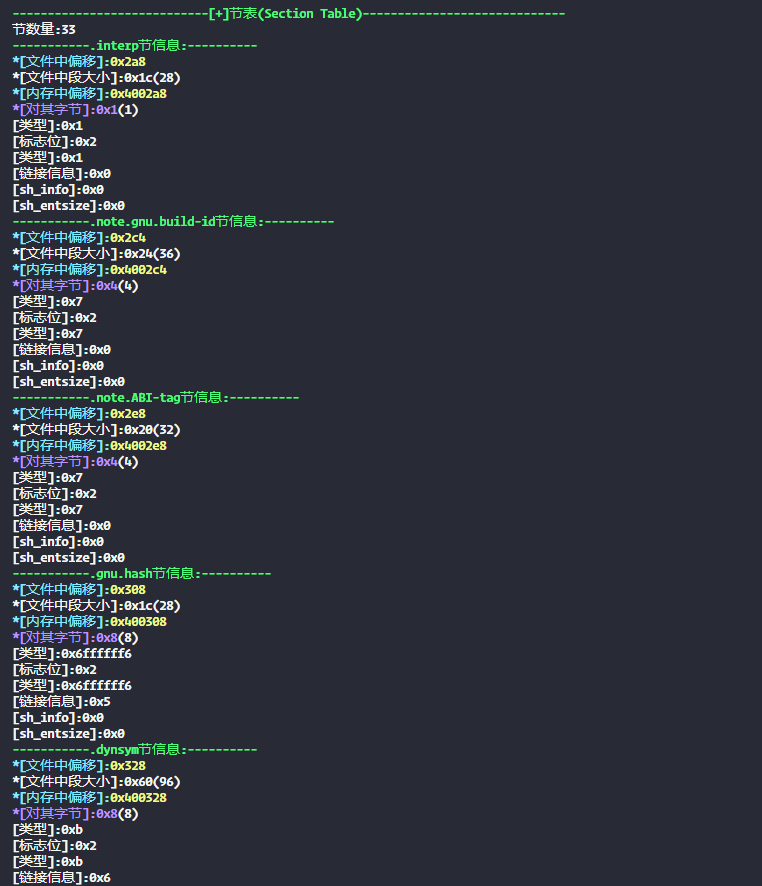 ----------------------------[+]节表(Section Table)-----------------------------
节数量:33
-----------.interp节信息:----------
*[文件中偏移]:0x2a8
*[文件中段大小]:0x1c(28)
*[内存中偏移]:0x4002a8
*[对其字节]:0x1(1)
[类型]:0x1
[标志位]:0x2
[类型]:0x1
[链接信息]:0x0
[sh_info]:0x0
[sh_entsize]:0x0
-----------.note.gnu.build-id节信息:----------
*[文件中偏移]:0x2c4
*[文件中段大小]:0x24(36)
*[内存中偏移]:0x4002c4
*[对其字节]:0x4(4)
[类型]:0x7
[标志位]:0x2
[类型]:0x7
[链接信息]:0x0
[sh_info]:0x0
[sh_entsize]:0x0
-----------.note.ABI-tag节信息:----------
*[文件中偏移]:0x2e8
*[文件中段大小]:0x20(32)
*[内存中偏移]:0x4002e8
*[对其字节]:0x4(4)
[类型]:0x7
[标志位]:0x2
[类型]:0x7
[链接信息]:0x0
[sh_info]:0x0
[sh_entsize]:0x0
-----------.gnu.hash节信息:----------
*[文件中偏移]:0x308
*[文件中段大小]:0x1c(28)
*[内存中偏移]:0x400308
*[对其字节]:0x8(8)
[类型]:0x6ffffff6
[标志位]:0x2
[类型]:0x6ffffff6
[链接信息]:0x5
[sh_info]:0x0
[sh_entsize]:0x0
-----------.dynsym节信息:----------
*[文件中偏移]:0x328
*[文件中段大小]:0x60(96)
*[内存中偏移]:0x400328
*[对其字节]:0x8(8)
[类型]:0xb
[标志位]:0x2
[类型]:0xb
[链接信息]:0x6